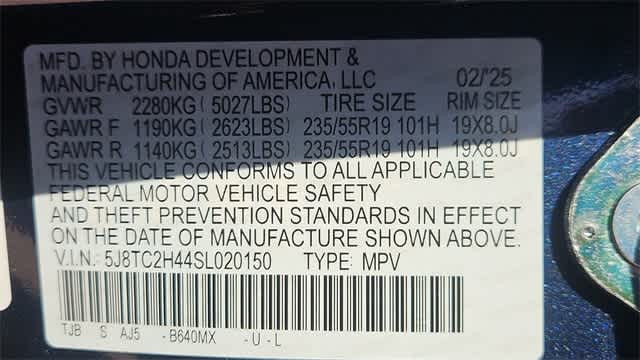 MFD. BY HONDA DEVELOPMENT &
MANUFACTURING OF AMERICA, LLC 02/'25
GVWR 2280KG (5027LBS) TIRE SIZE RIM SIZE
GAWR F 1190KG (2623LBS) 235/55R19 101H 19X8.0J
GAWR R 1140KG (2513LBS) 235/55R19 101H 19X8.0J
THIS VEHICLE CONFORMS TO ALL APPLICABLE
FEDERAL MOTOR VEHICLE SAFETY
AND THEFT PREVENTION STANDARDS IN EFFECT
ON THE DATE OF MANUFACTURE SHOWN ABOVE.
V.I.N.: 5J8TC2H44SL020150 TYPE: MPV
TJB S AJ5 -B640MX -U-L